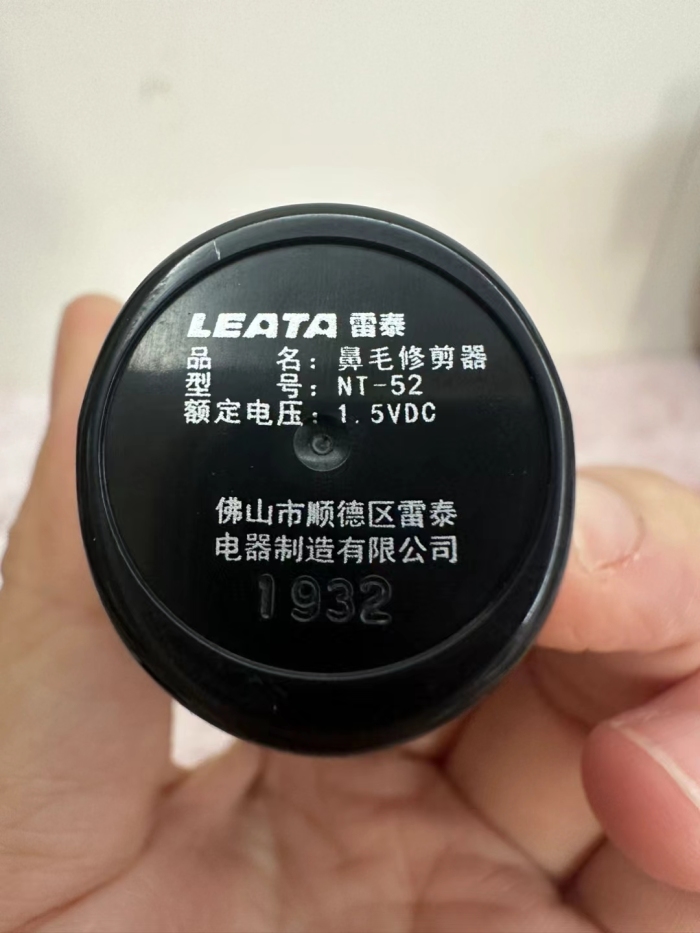 LEATA 雷泰
品　　名：鼻毛修剪器
型　　号：NT-52
额定电压：1.5VDC
佛山市顺德区雷泰
电器制造有限公司
1932